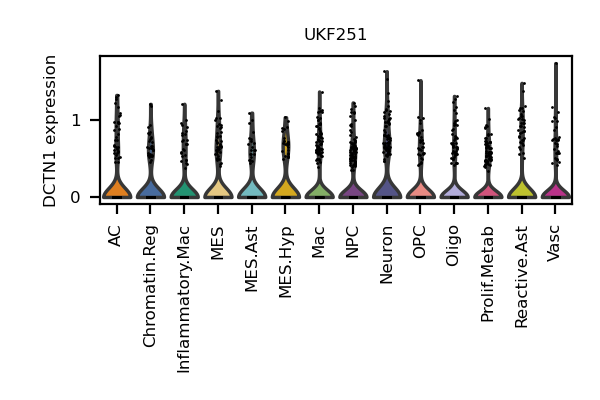 UKF251
DCTN1 expression
1
0
AC
Chromatin.Reg
Inflammatory.Mac
MES
MES.Ast
MES.Hyp
Mac
NPC
Neuron
OPC
Oligo
Prolif.Metab
Reactive.Ast
Vasc